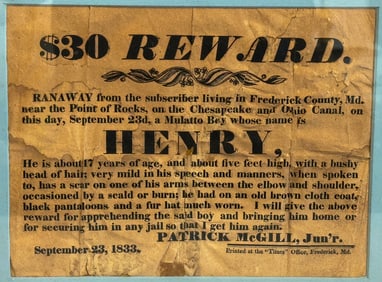 $30 REWARD.
RANAWAY from the subscriber living in Frederick County, Md.
near the Point of Rocks, on the Chesapeake and Ohio Canal, on
this day, September 23d, a Mulatto Boy whose name is
HENRY,
He is about 17 years of age, and about five feet high, with a bushy
head of hair; very mild in his speech and manners, when spoken
to, has a scar on one of his arms between the elbow and shoulder,
occasioned by a scald or burn; he had on an old brown cloth coat,
black pantaloons and a fur hat much worn. I will give the above
reward for apprehending the said boy and bringing him home or
for securing him in any jail so that I get him again.
PATRICK McGILL, Jun'r.
September 23, 1833.
Printed at the "Times" Office, Frederick, Md.